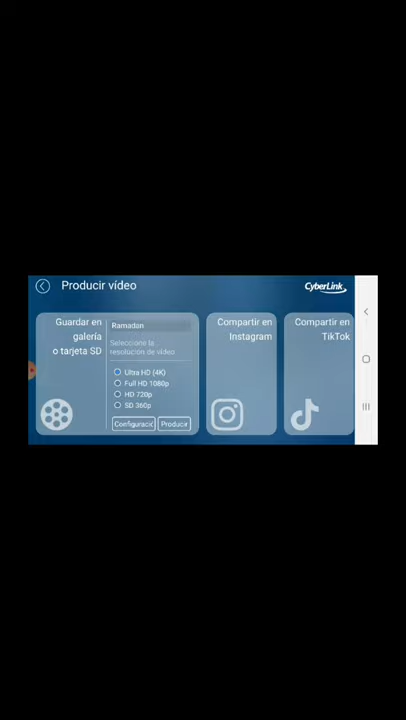 Producir vídeo
CyberLink
Guardar en
galería
o tarjeta SD
Ramadan
Seleccione la
resolución de vídeo
Ultra HD (4K)
Full HD 1080p
HD 720p
SD 360p
Configuració
Producir
Compartir en
Instagram
Compartir en
TikTok